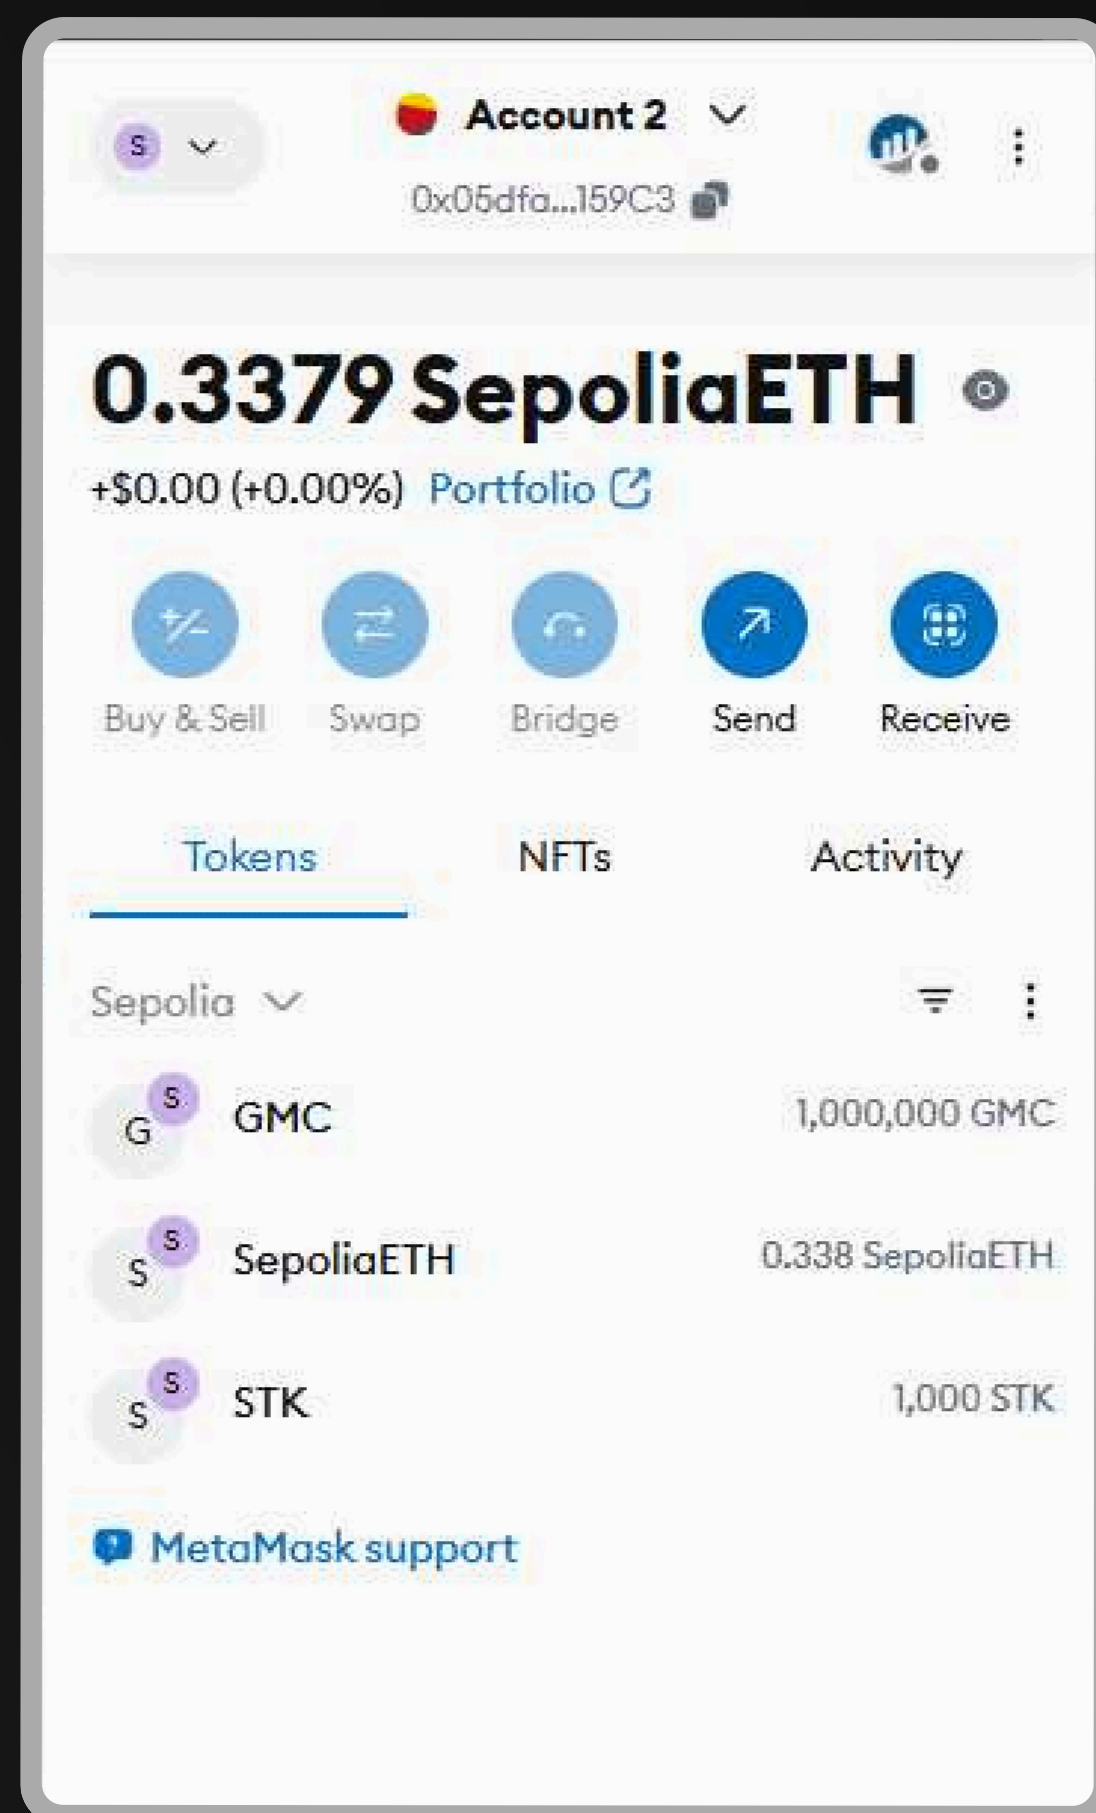 S
Account 2
0x05dfa...159C3
0.3379 SepoliaETH
+$0.00 (+0.00%) Portfolio
Buy & Sell Swap Bridge Send Receive
Tokens NFTs Activity
Sepolia
S
G GMC 1,000,000 GMC
S
S SepoliaETH 0.338 SepoliaETH
S
S STK 1,000 STK
MetaMask support